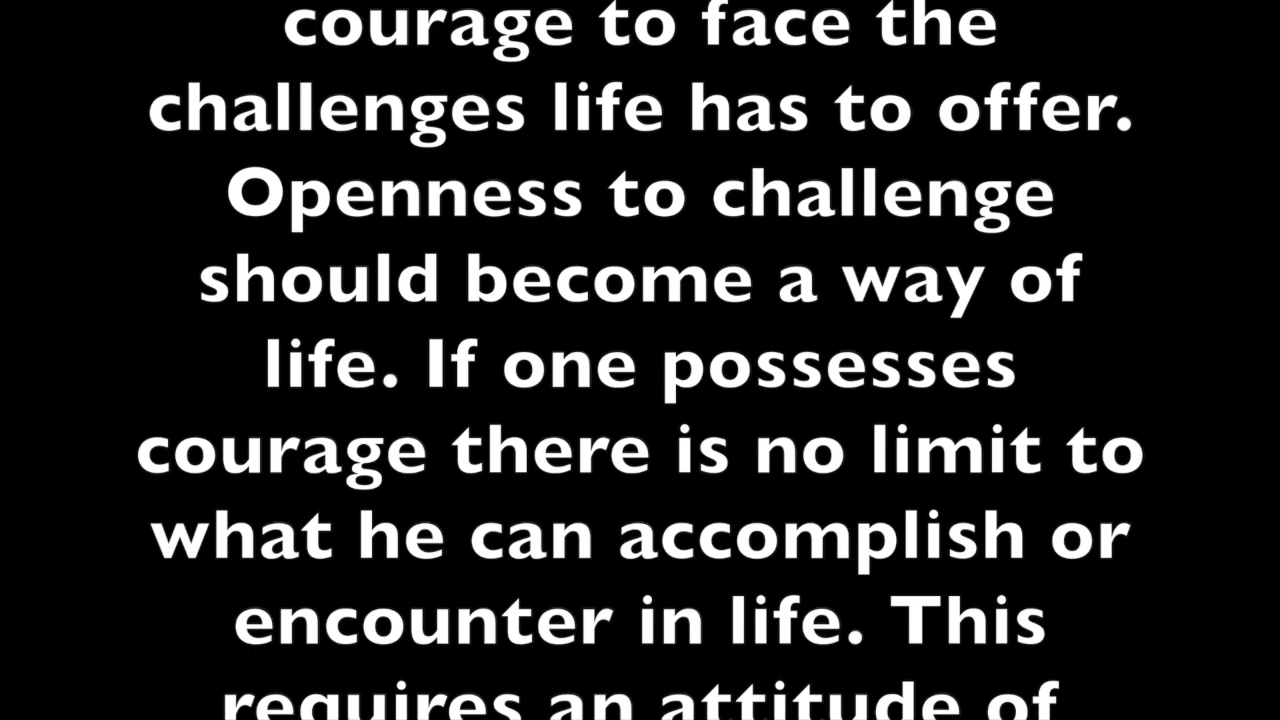 courage to face the
challenges life has to offer.
Openness to challenge
should become a way of
life. If one possesses
courage there is no limit to
what he can accomplish or
encounter in life. This
requires an attitude of